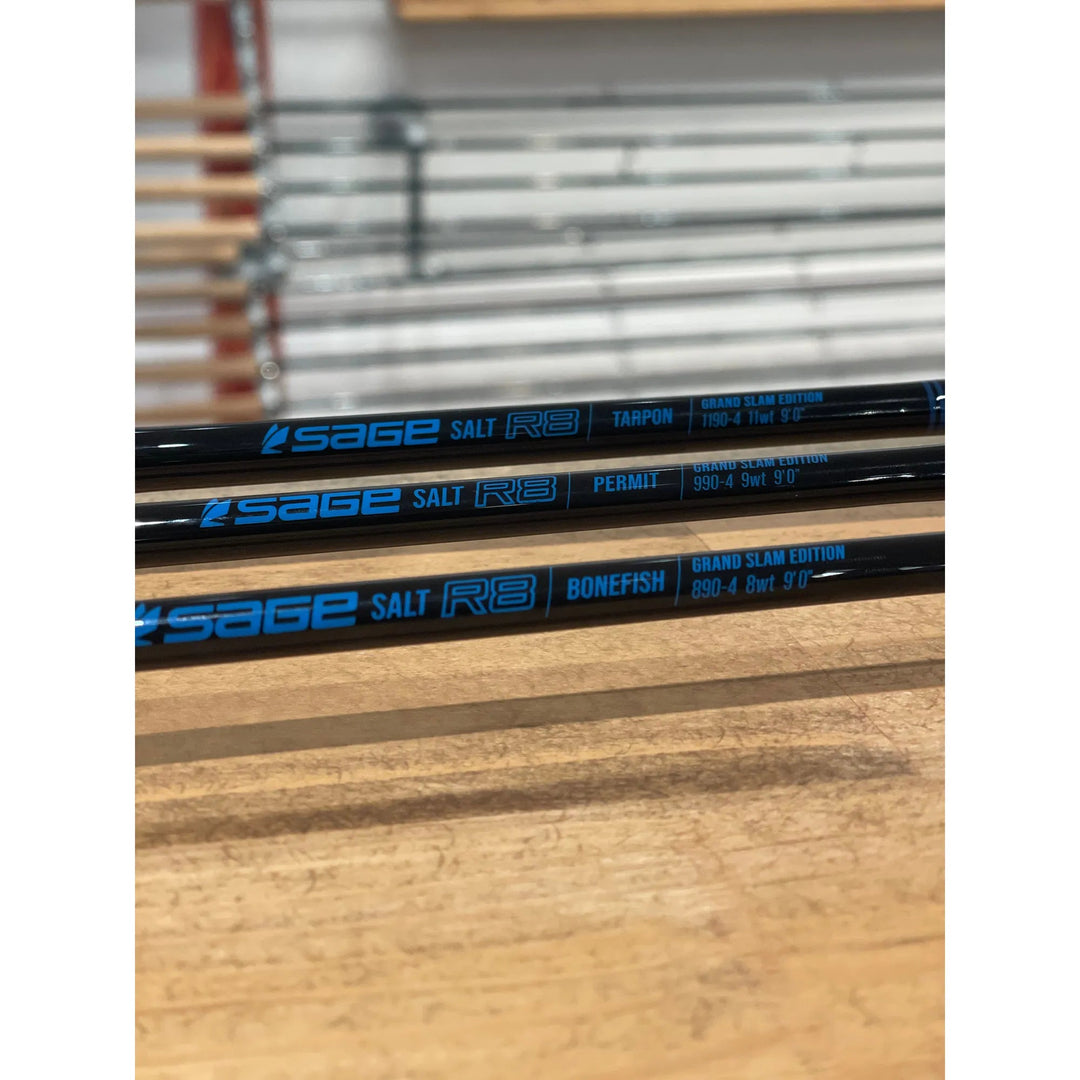 SAGE SALT R8 TARPON GRAND SLAM EDITION
1190-4 11wt 9'0"
SAGE SALT R8 PERMIT GRAND SLAM EDITION
990-4 9wt 9'0"
SAGE SALT R8 BONEFISH GRAND SLAM EDITION
890-4 8wt 9'0"